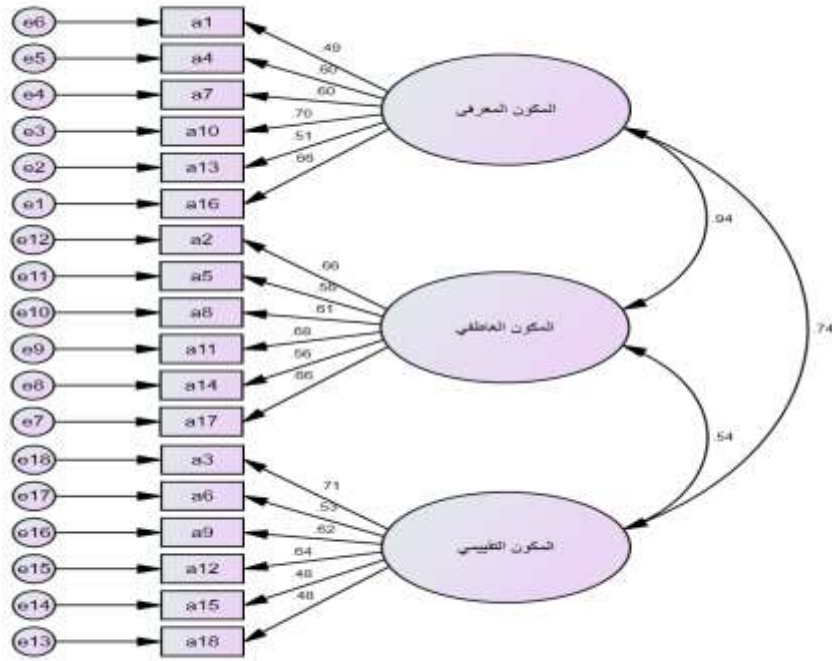 e6 a1
e5 a4
e4 a7
e3 a10
e2 a13
e1 a16
e12 a2
e11 a5
e10 a8
e9 a11
e8 a14
e7 a17
e18 a3
e17 a6
e16 a9
e15 a12
e14 a15
e13 a18
.49
.60
.60
.70
.51
.66
المكون المعرفي
.94
.66
.58
.61
.68
.56
.66
المكون العاطفي
.74
.54
.71
.53
.62
.64
.48
.48
المكون التقييمي